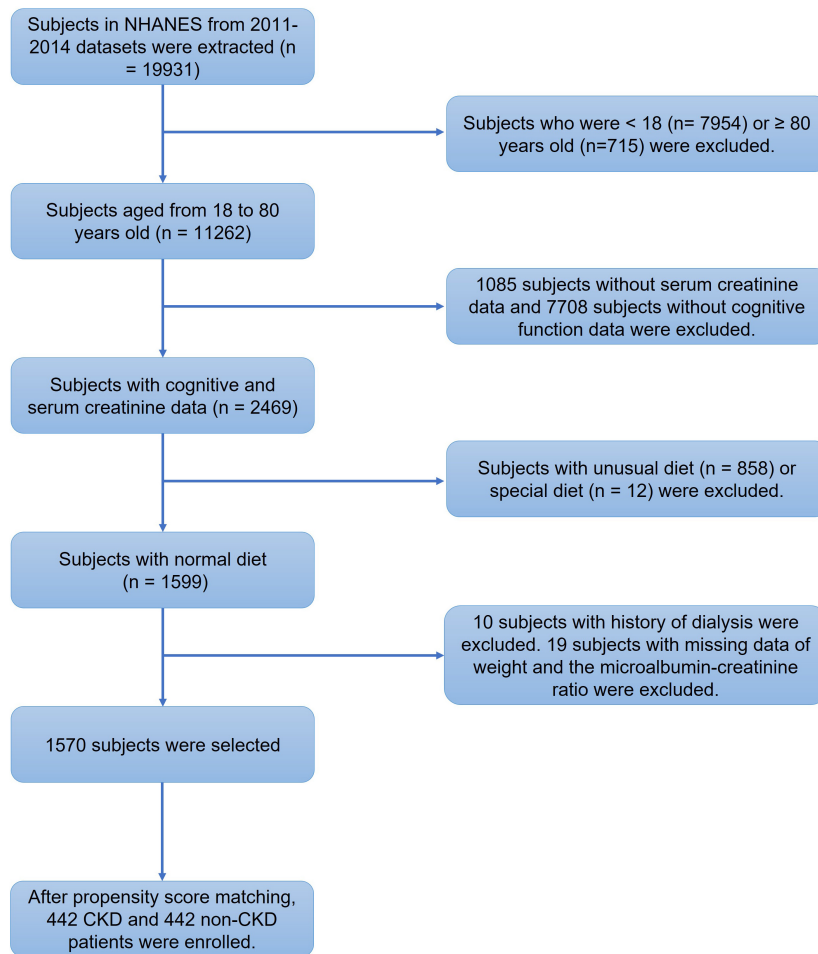 Subjects in NHANES from 2011-
2014 datasets were extracted (n
= 19931)
Subjects who were < 18 (n= 7954) or ≥ 80
years old (n=715) were excluded.
Subjects aged from 18 to 80
years old (n = 11262)
1085 subjects without serum creatinine
data and 7708 subjects without cognitive
function data were excluded.
Subjects with cognitive and
serum creatinine data (n = 2469)
Subjects with unusual diet (n = 858) or
special diet (n = 12) were excluded.
Subjects with normal diet
(n = 1599)
10 subjects with history of dialysis were
excluded. 19 subjects with missing data of
weight and the microalbumin-creatinine
ratio were excluded.
1570 subjects were selected
After propensity score matching,
442 CKD and 442 non-CKD
patients were enrolled.